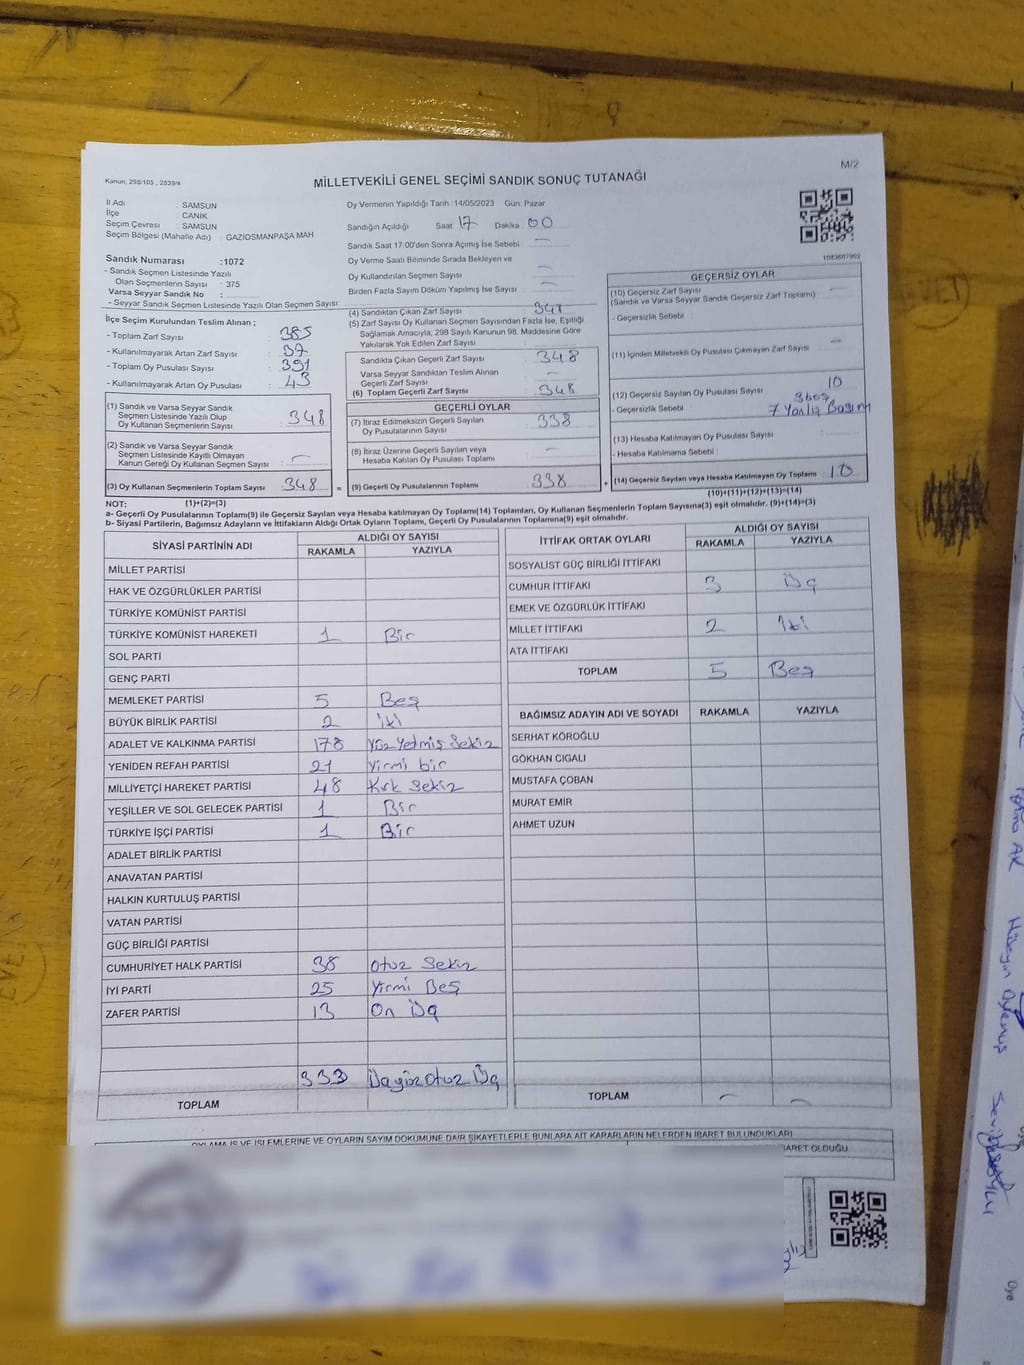 M/2
Kanun; 298/105 , 2839/4
MİLLETVEKİLİ GENEL SEÇİMİ SANDIK SONUÇ TUTANAĞI
İl Adı : SAMSUN
İlçe : CANİK
Seçim Çevresi : SAMSUN
Seçim Bölgesi (Mahalle Adı) : GAZİOSMANPAŞA MAH
Sandık Numarası :1072
- Sandık Seçmen Listesinde Yazılı
Olan Seçmenlerin Sayısı : 375
Varsa Seyyar Sandık No :
- Seyyar Sandık Seçmen Listesinde Yazılı Olan Seçmen Sayısı:
İlçe Seçim Kurulundan Teslim Alınan ;
- Toplam Zarf Sayısı : 385
- Kullanılmayarak Artan Zarf Sayısı : 37
- Toplam Oy Pusulası Sayısı : 391
- Kullanılmayarak Artan Oy Pusulası : 43
(1) Sandık ve Varsa Seyyar Sandık
Seçmen Listesinde Yazılı Olup
Oy Kullanan Seçmenlerin Sayısı : 348
(2) Sandık ve Varsa Seyyar Sandık
Seçmen Listesinde Kayıtlı Olmayan
Kanun Gereği Oy Kullanan Seçmen Sayısı : —
(3) Oy Kullanan Seçmenlerin Toplam Sayısı : 348 =
Oy Vermenin Yapıldığı Tarih :14/05/2023 Gün: Pazar
Sandığın Açıldığı Saat 17 Dakika 00
Sandık Saat 17:00'den Sonra Açımış İse Sebebi : —
Oy Verme Saati Bitiminde Sırada Bekleyen ve
Oy Kullandırılan Seçmen Sayısı : —
Birden Fazla Sayım Döküm Yapılmış İse Sayısı : —
(4) Sandıktan Çıkan Zarf Sayısı : 348
(5) Zarf Sayısı Oy Kullanan Seçmen Sayısından Fazla İse, Eşitliği
Sağlamak Amacıyla, 298 Sayılı Kanunun 98. Maddesine Göre
Yakılarak Yok Edilen Zarf Sayısı :
Sandıkta Çıkan Geçerli Zarf Sayısı : 348
Varsa Seyyar Sandıktan Teslim Alınan
Geçerli Zarf Sayısı : —
(6) Toplam Geçerli Zarf Sayısı : 348
GEÇERLİ OYLAR
(7) İtiraz Edilmeksizin Geçerli Sayılan
Oy Pusulalarının Sayısı : 338
(8) İtiraz Üzerine Geçerli Sayılan veya
Hesaba Katılan Oy Pusulası Toplamı : —
(9) Geçerli Oy Pusulalarının Toplamı : 338 +
1083607002
GEÇERSİZ OYLAR
(10) Geçersiz Zarf Sayısı : —
(Sandık ve Varsa Seyyar Sandık Geçersiz Zarf Toplamı)
- Geçersizlik Sebebi :
(11) İçinden Milletvekili Oy Pusulası Çıkmayan Zarf Sayısı : —
(12) Geçersiz Sayılan Oy Pusulası Sayısı : 10
- Geçersizlik Sebebi : 3 boş
7 Yanlış Basım
(13) Hesaba Katılmayan Oy Pusulası Sayısı :
- Hesaba Katılmama Sebebi :
(14) Geçersiz Sayılan veya Hesaba Katılmayan Oy Toplamı : 10
NOT: (1)+(2)=(3)
(10)+(11)+(12)+(13)=(14)
a- Geçerli Oy Pusulalarının Toplamı(9) ile Geçersiz Sayılan veya Hesaba katılmayan Oy Toplamı(14) Toplamları, Oy Kullanan Seçmenlerin Toplam Sayısına(3) eşit olmalıdır. (9)+(14)=(3)
b- Siyasi Partilerin, Bağımsız Adayların ve İttifakların Aldığı Ortak Oyların Toplamı, Geçerli Oy Pusulalarının Toplamına(9) eşit olmalıdır.
SİYASİ PARTİNİN ADI ALDIĞI OY SAYISI
RAKAMLA YAZIYLA
MİLLET PARTİSİ
HAK VE ÖZGÜRLÜKLER PARTİSİ
TÜRKİYE KOMÜNİST PARTİSİ
TÜRKİYE KOMÜNİST HAREKETİ 1 Bir
SOL PARTİ
GENÇ PARTİ
MEMLEKET PARTİSİ 5 Beş
BÜYÜK BİRLİK PARTİSİ 2 iki
ADALET VE KALKINMA PARTİSİ 178 Yüz Yetmiş Sekiz
YENİDEN REFAH PARTİSİ 21 Yirmi bir
MİLLİYETÇİ HAREKET PARTİSİ 48 Kırk Sekiz
YEŞİLLER VE SOL GELECEK PARTİSİ 1 Bir
TÜRKİYE İŞÇİ PARTİSİ 1 Bir
ADALET BİRLİK PARTİSİ
ANAVATAN PARTİSİ
HALKIN KURTULUŞ PARTİSİ
VATAN PARTİSİ
GÜÇ BİRLİĞİ PARTİSİ
CUMHURİYET HALK PARTİSİ 38 Otuz Sekiz
İYİ PARTİ 25 Yirmi Beş
ZAFER PARTİSİ 13 On Üç
333 Üçyüz Otuz Üç
TOPLAM
İTTİFAK ORTAK OYLARI ALDIĞI OY SAYISI
RAKAMLA YAZIYLA
SOSYALİST GÜÇ BİRLİĞİ İTTİFAKI
CUMHUR İTTİFAKI 3 Üç
EMEK VE ÖZGÜRLÜK İTTİFAKI
MİLLET İTTİFAKI 2 İki
ATA İTTİFAKI
TOPLAM 5 Beş
BAĞIMSIZ ADAYIN ADI VE SOYADI RAKAMLA YAZIYLA
SERHAT KÖROĞLU
GÖKHAN CIGALI
MUSTAFA ÇOBAN
MURAT EMİR
AHMET UZUN
TOPLAM — —
OYLAMA İŞ VE İŞLEMLERİNE VE OYLARIN SAYIM DÖKÜMÜNE DAİR ŞİKAYETLERLE BUNLARA AİT KARARLARIN NELERDEN İBARET BULUNDUKLARI
İBARET OLDUĞU
Üye